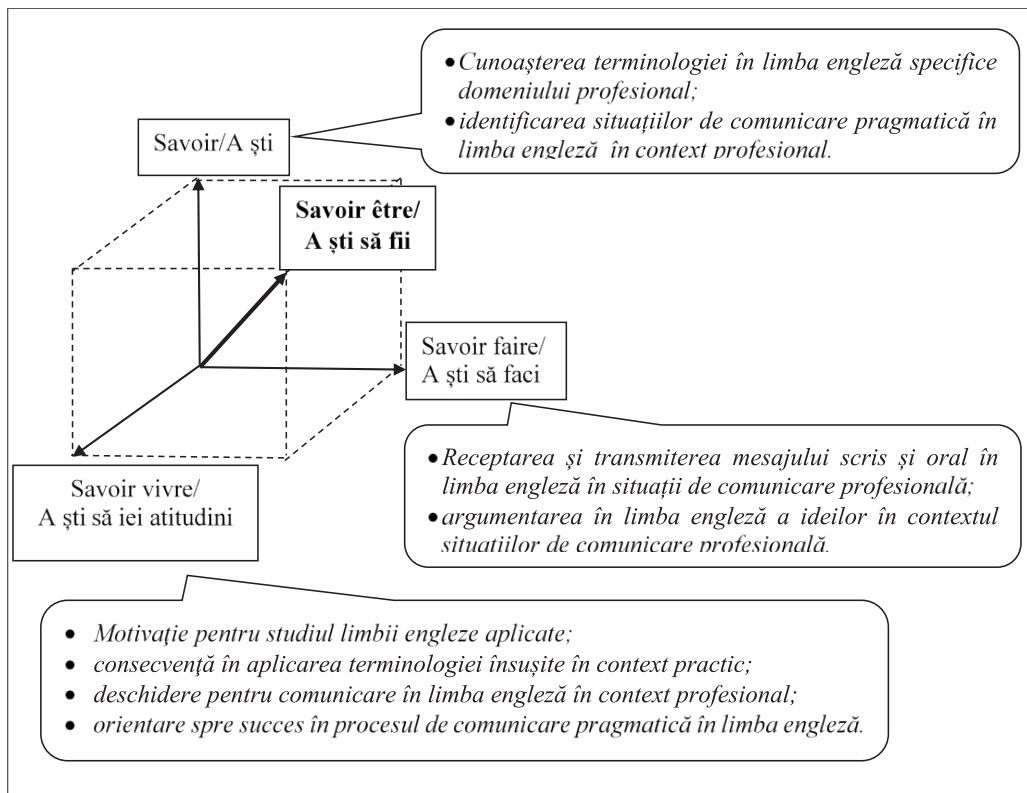 • Cunoașterea terminologiei în limba engleză specifice
domeniului profesional;
• identificarea situațiilor de comunicare pragmatică în
limba engleză în context profesional.
Savoir/A ști
Savoir être/
A ști să fii
Savoir faire/
A ști să faci
• Receptarea și transmiterea mesajului scris și oral în
limba engleză în situații de comunicare profesională;
• argumentarea în limba engleză a ideilor în contextul
situațiilor de comunicare profesională.
Savoir vivre/
A ști să iei atitudini
• Motivație pentru studiul limbii engleze aplicate;
• consecvență în aplicarea terminologiei însușite în context practic;
• deschidere pentru comunicare în limba engleză în context profesional;
• orientare spre succes în procesul de comunicare pragmatică în limba engleză.